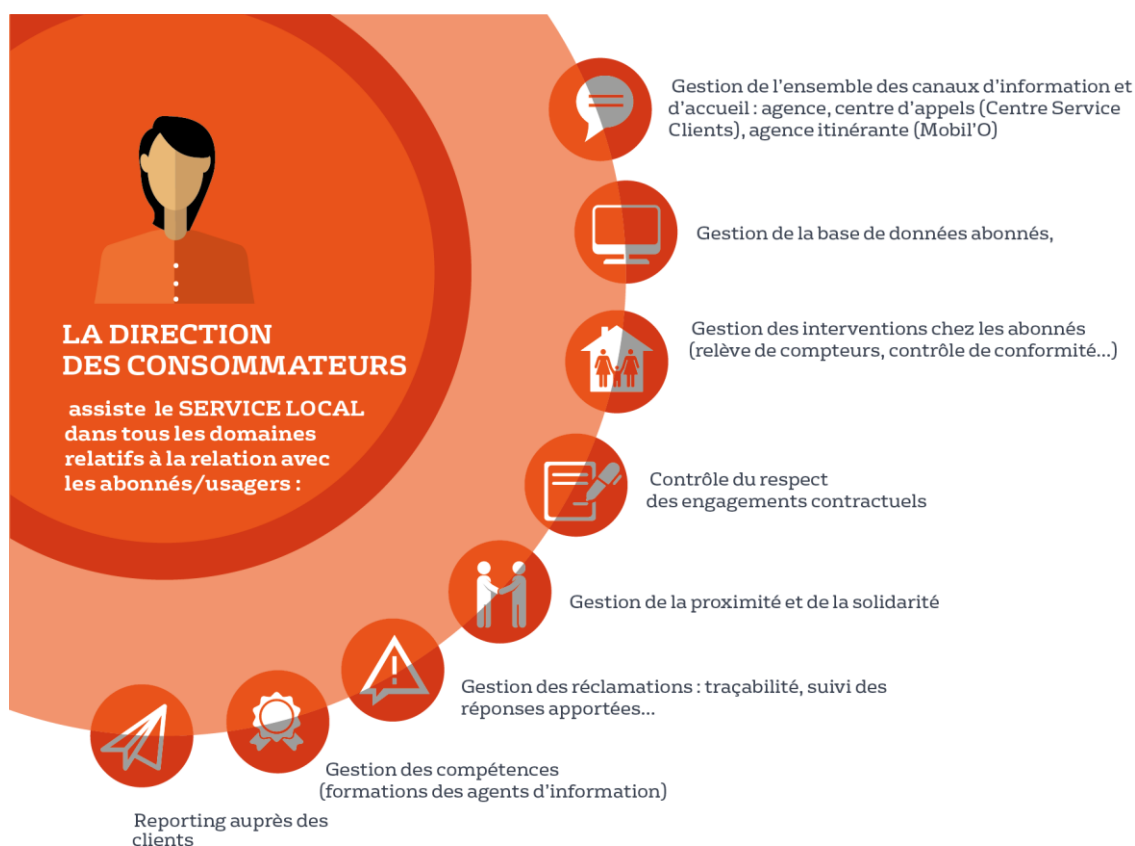 LA DIRECTION
DES CONSOMMATEURS
assiste le SERVICE LOCAL
dans tous les domaines
relatifs à la relation avec
les abonnés/usagers :
Gestion de l'ensemble des canaux d'information et
d'accueil : agence, centre d'appels (Centre Service
Clients), agence itinérante (Mobil'O)
Gestion de la base de données abonnés,
Gestion des interventions chez les abonnés
(relève de compteurs, contrôle de conformité...)
Contrôle du respect
des engagements contractuels
Gestion de la proximité et de la solidarité
Gestion des réclamations : traçabilité, suivi des
réponses apportées...
Gestion des compétences
(formations des agents d'information)
Reporting auprès des
clients